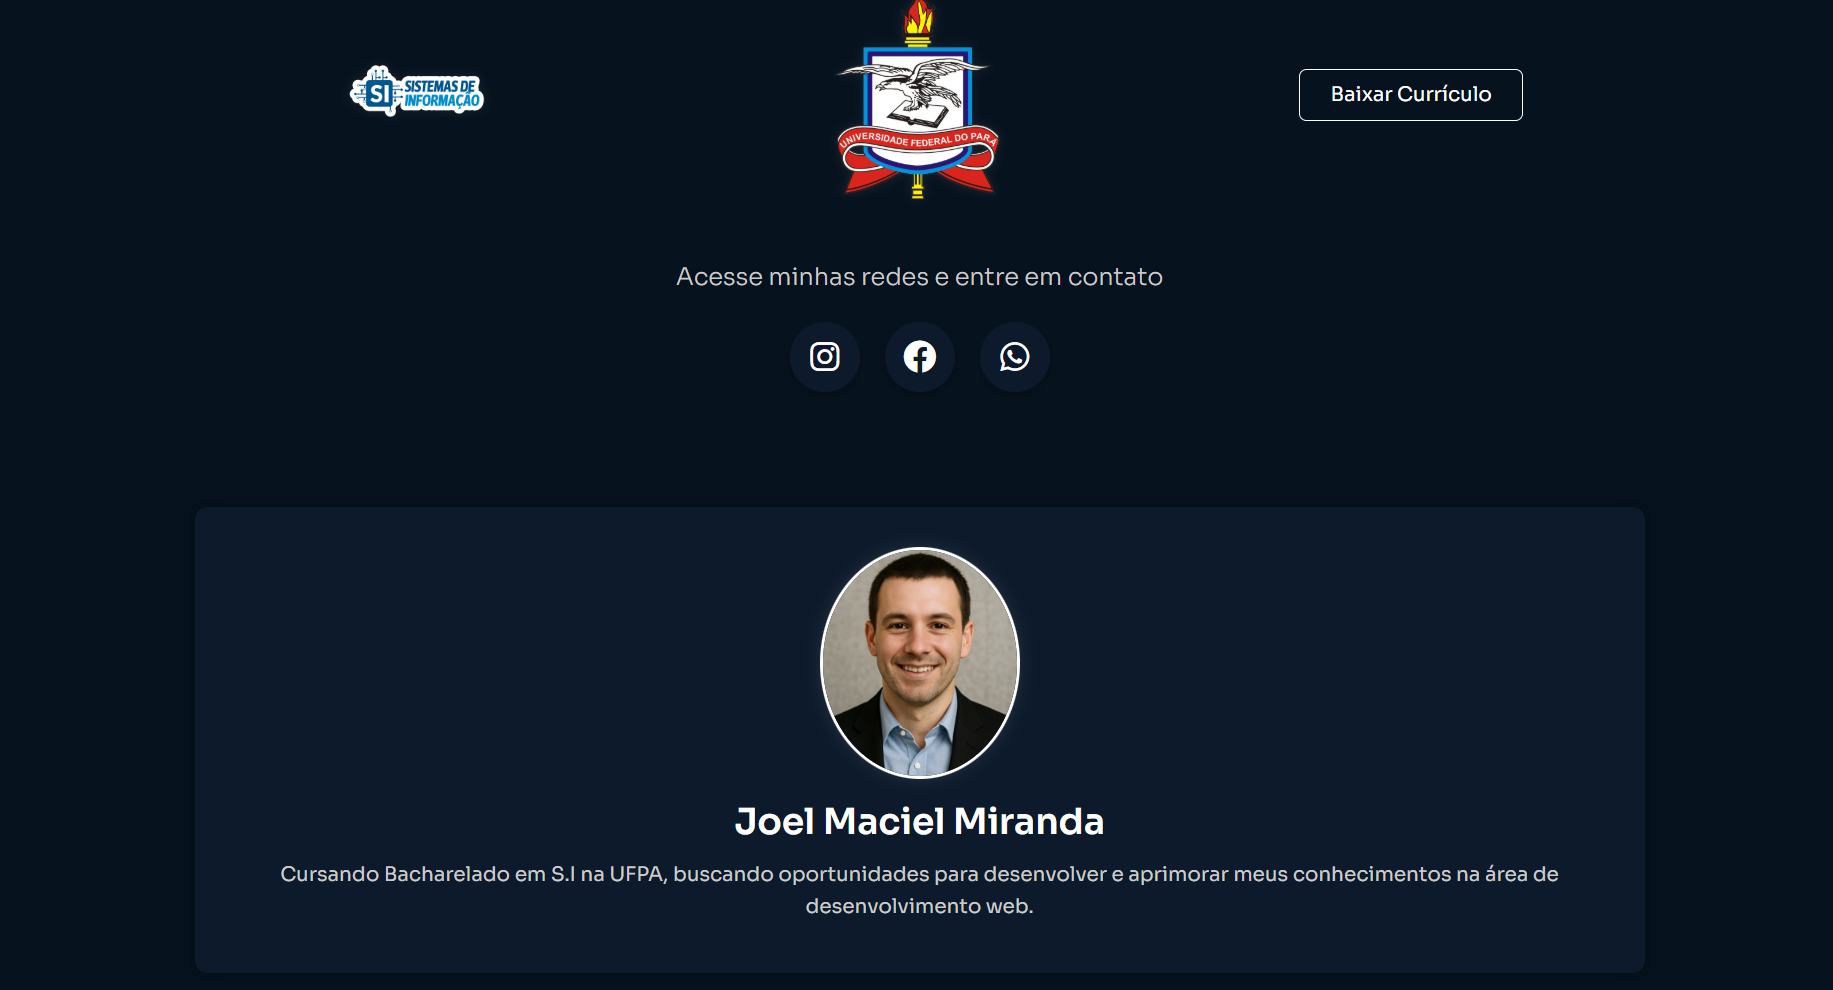 SI SISTEMAS DE
INFORMAÇÃO
UNIVERSIDADE FEDERAL DO PARÁ
Baixar Currículo
Acesse minhas redes e entre em contato
Joel Maciel Miranda
Cursando Bacharelado em S.I na UFPA, buscando oportunidades para desenvolver e aprimorar meus conhecimentos na área de
desenvolvimento web.